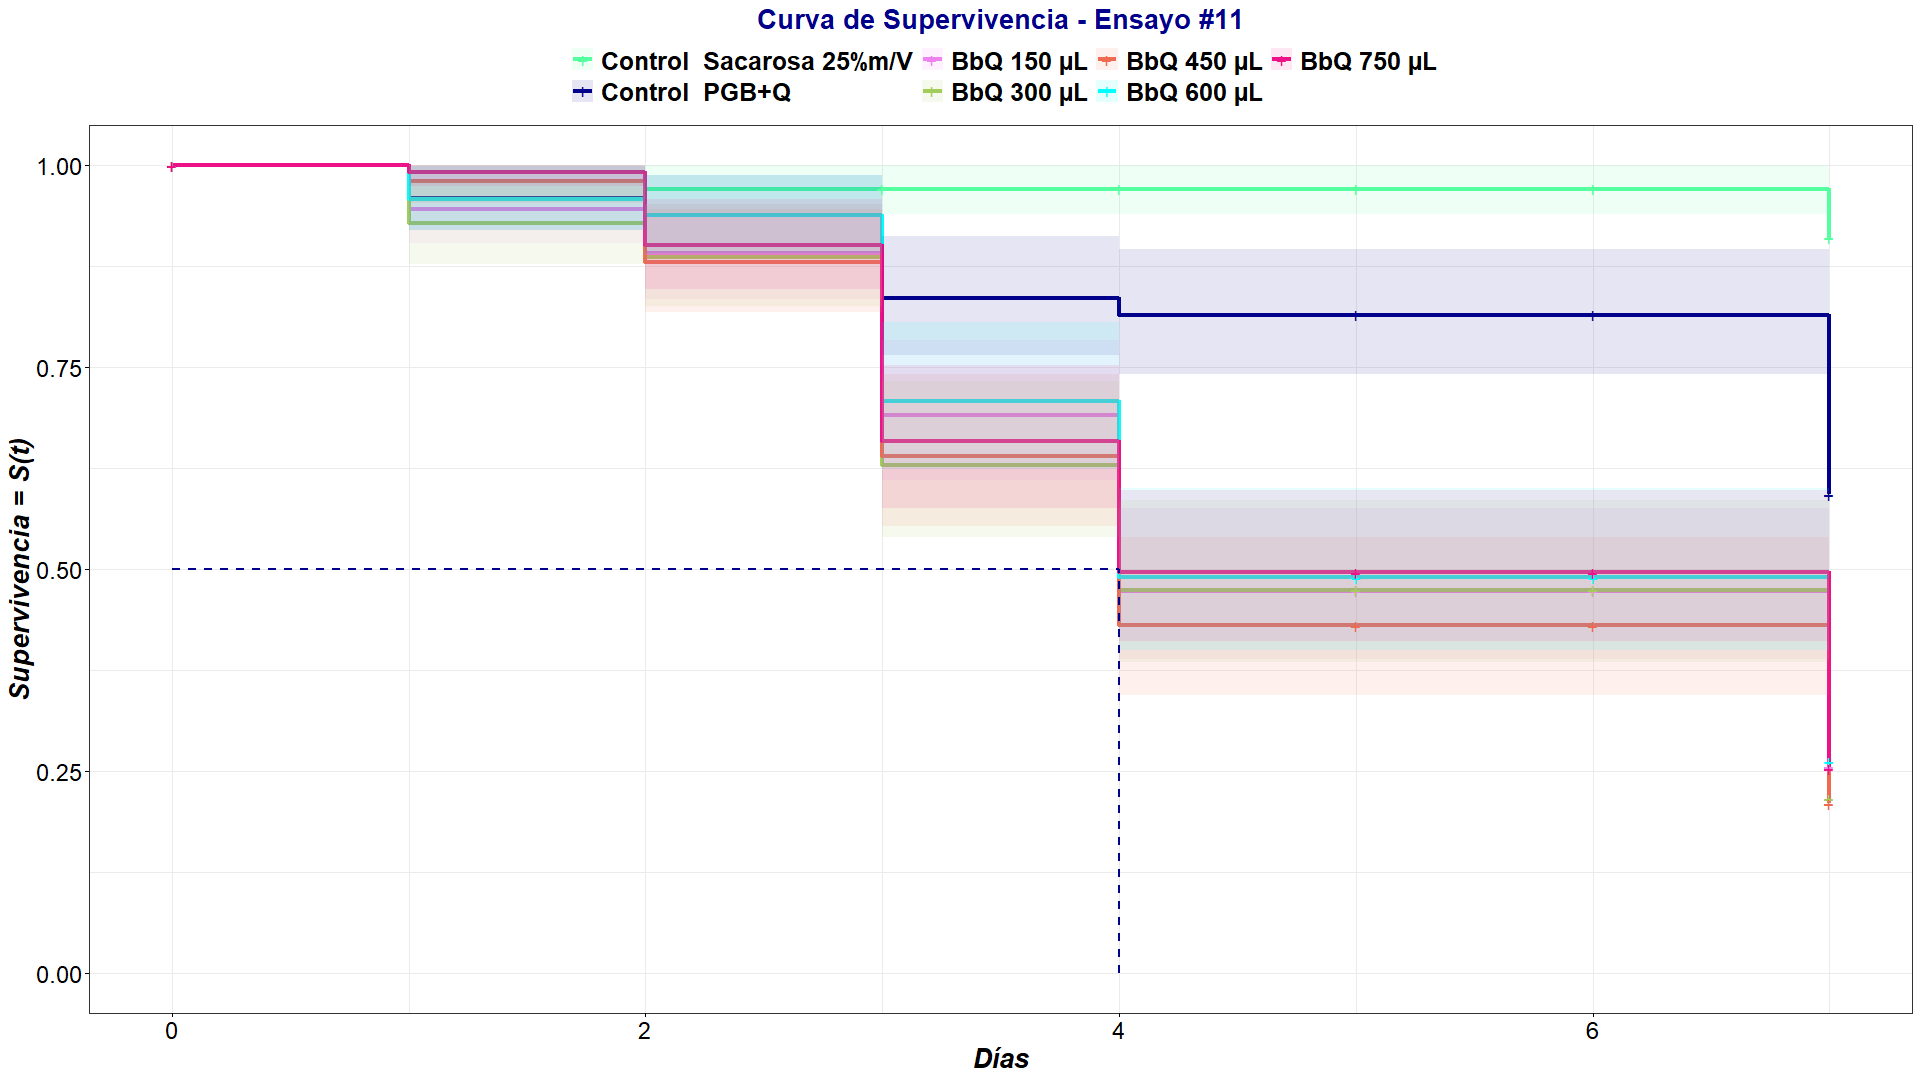 Curva de Supervivencia - Ensayo #11
Control  Sacarosa 25%m/V BbQ 150 µL BbQ 450 µL BbQ 750 µL
Control  PGB+Q BbQ 300 µL BbQ 600 µL
1.00
0.75
0.50
0.25
0.00
Supervivencia = S(t)
0 2 4 6
Días